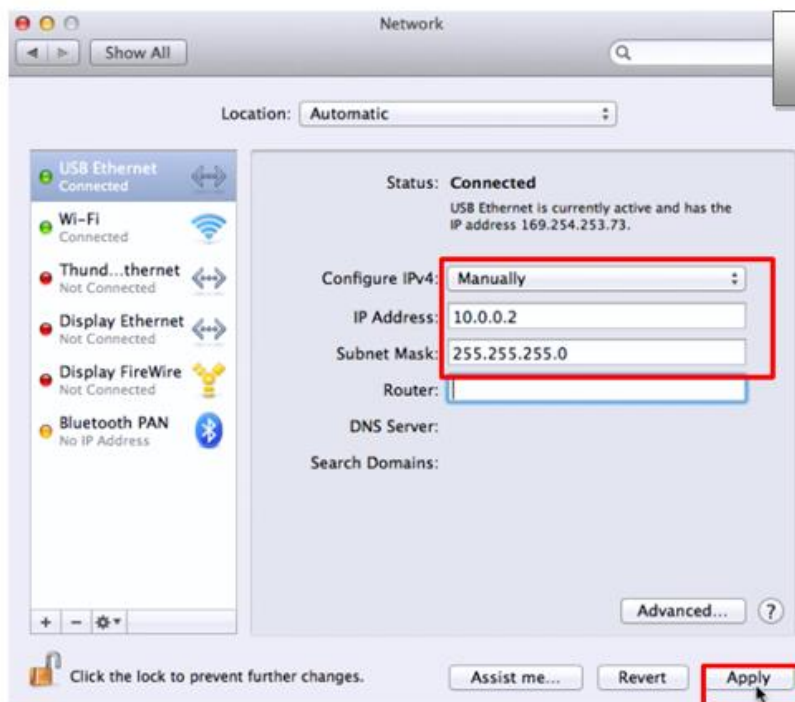 Network
Show All
Location: Automatic
USB Ethernet
Connected
Wi-Fi
Connected
Thund...thernet
Not Connected
Display Ethernet
Not Connected
Display FireWire
Not Connected
Bluetooth PAN
No IP Address
Status: Connected
USB Ethernet is currently active and has the
IP address 169.254.253.73.
Configure IPv4: Manually
IP Address: 10.0.0.2
Subnet Mask: 255.255.255.0
Router:
DNS Server:
Search Domains:
Advanced... ?
+ -
Click the lock to prevent further changes.
Assist me... Revert Apply